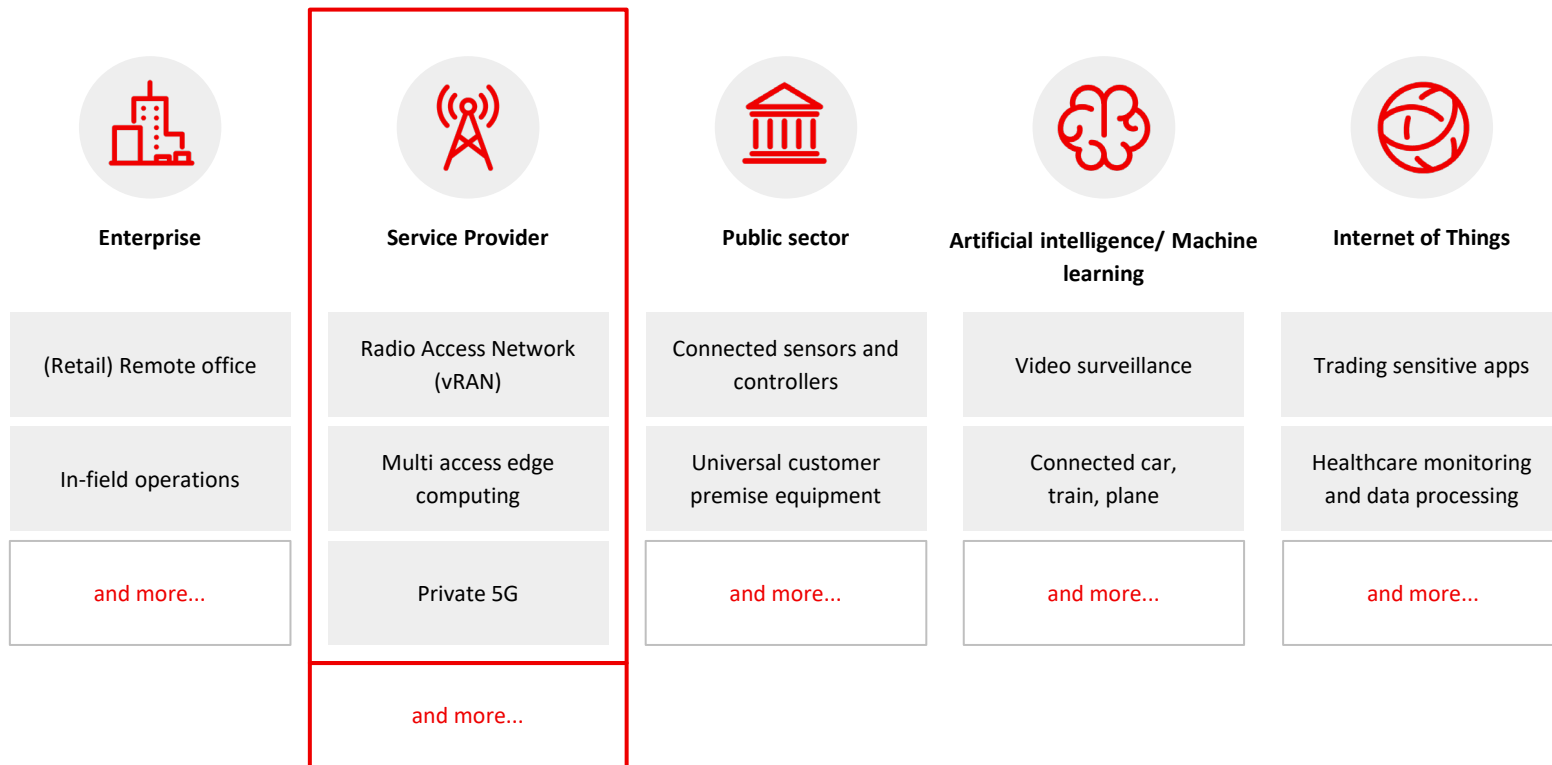 Enterprise
(Retail) Remote office
In-field operations
and more...
Service Provider
Radio Access Network
(vRAN)
Multi access edge
computing
Private 5G
and more...
Public sector
Connected sensors and
controllers
Universal customer
premise equipment
and more...
Artificial intelligence/ Machine
learning
Video surveillance
Connected car,
train, plane
and more...
Internet of Things
Trading sensitive apps
Healthcare monitoring
and data processing
and more...